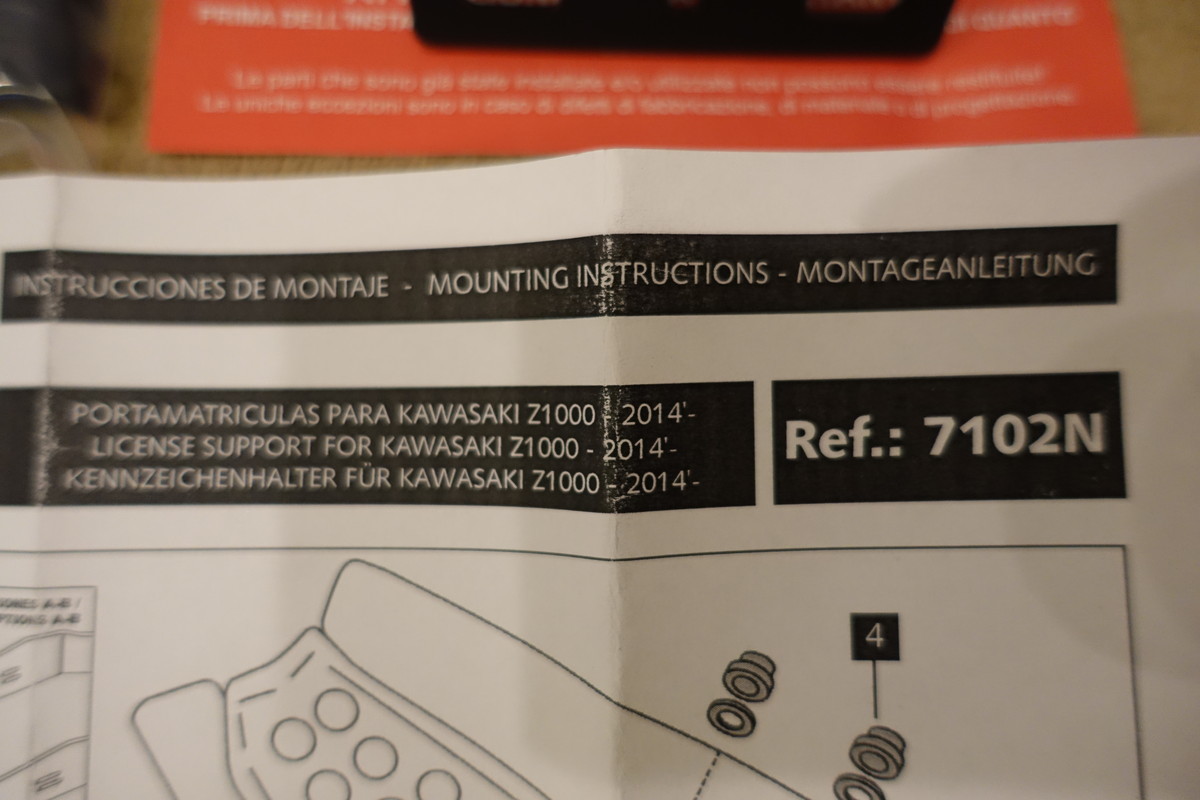 PRIMA DELL'INSTA
Le parti che sono già state installate e/o utilizzate non possono essere restituite!
Le uniche eccezioni sono in caso di difetti di fabbricazione, di materiale o di progettazione.
INSTRUCCIONES DE MONTAJE - MOUNTING INSTRUCTIONS - MONTAGEANLEITUNG
PORTAMATRICULAS PARA KAWASAKI Z1000 - 2014'-
LICENSE SUPPORT FOR KAWASAKI Z1000 - 2014'-
KENNZEICHENHALTER FÜR KAWASAKI Z1000 - 2014'-
Ref.: 7102N
4